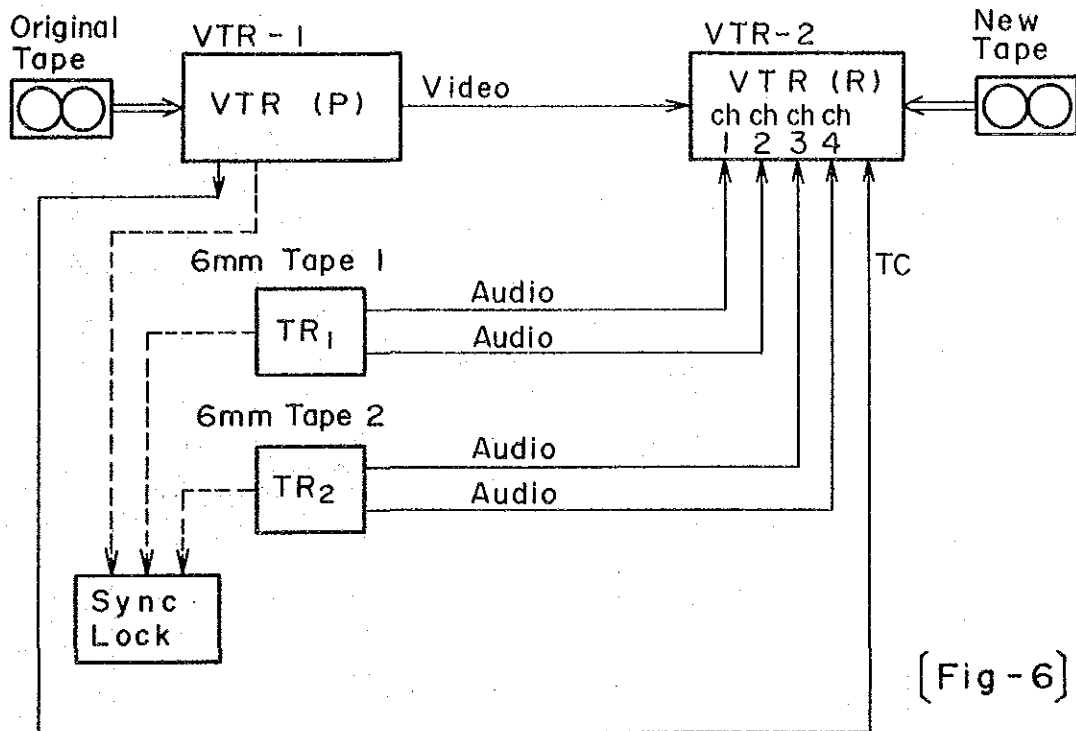 Original
Tape
VTR-1
VTR (P)
Video
VTR-2
VTR (R)
ch ch ch ch
1 2 3 4
New
Tape
6mm Tape 1
TR1
Audio
Audio
TC
6mm Tape 2
TR2
Audio
Audio
Sync
Lock
[Fig-6]